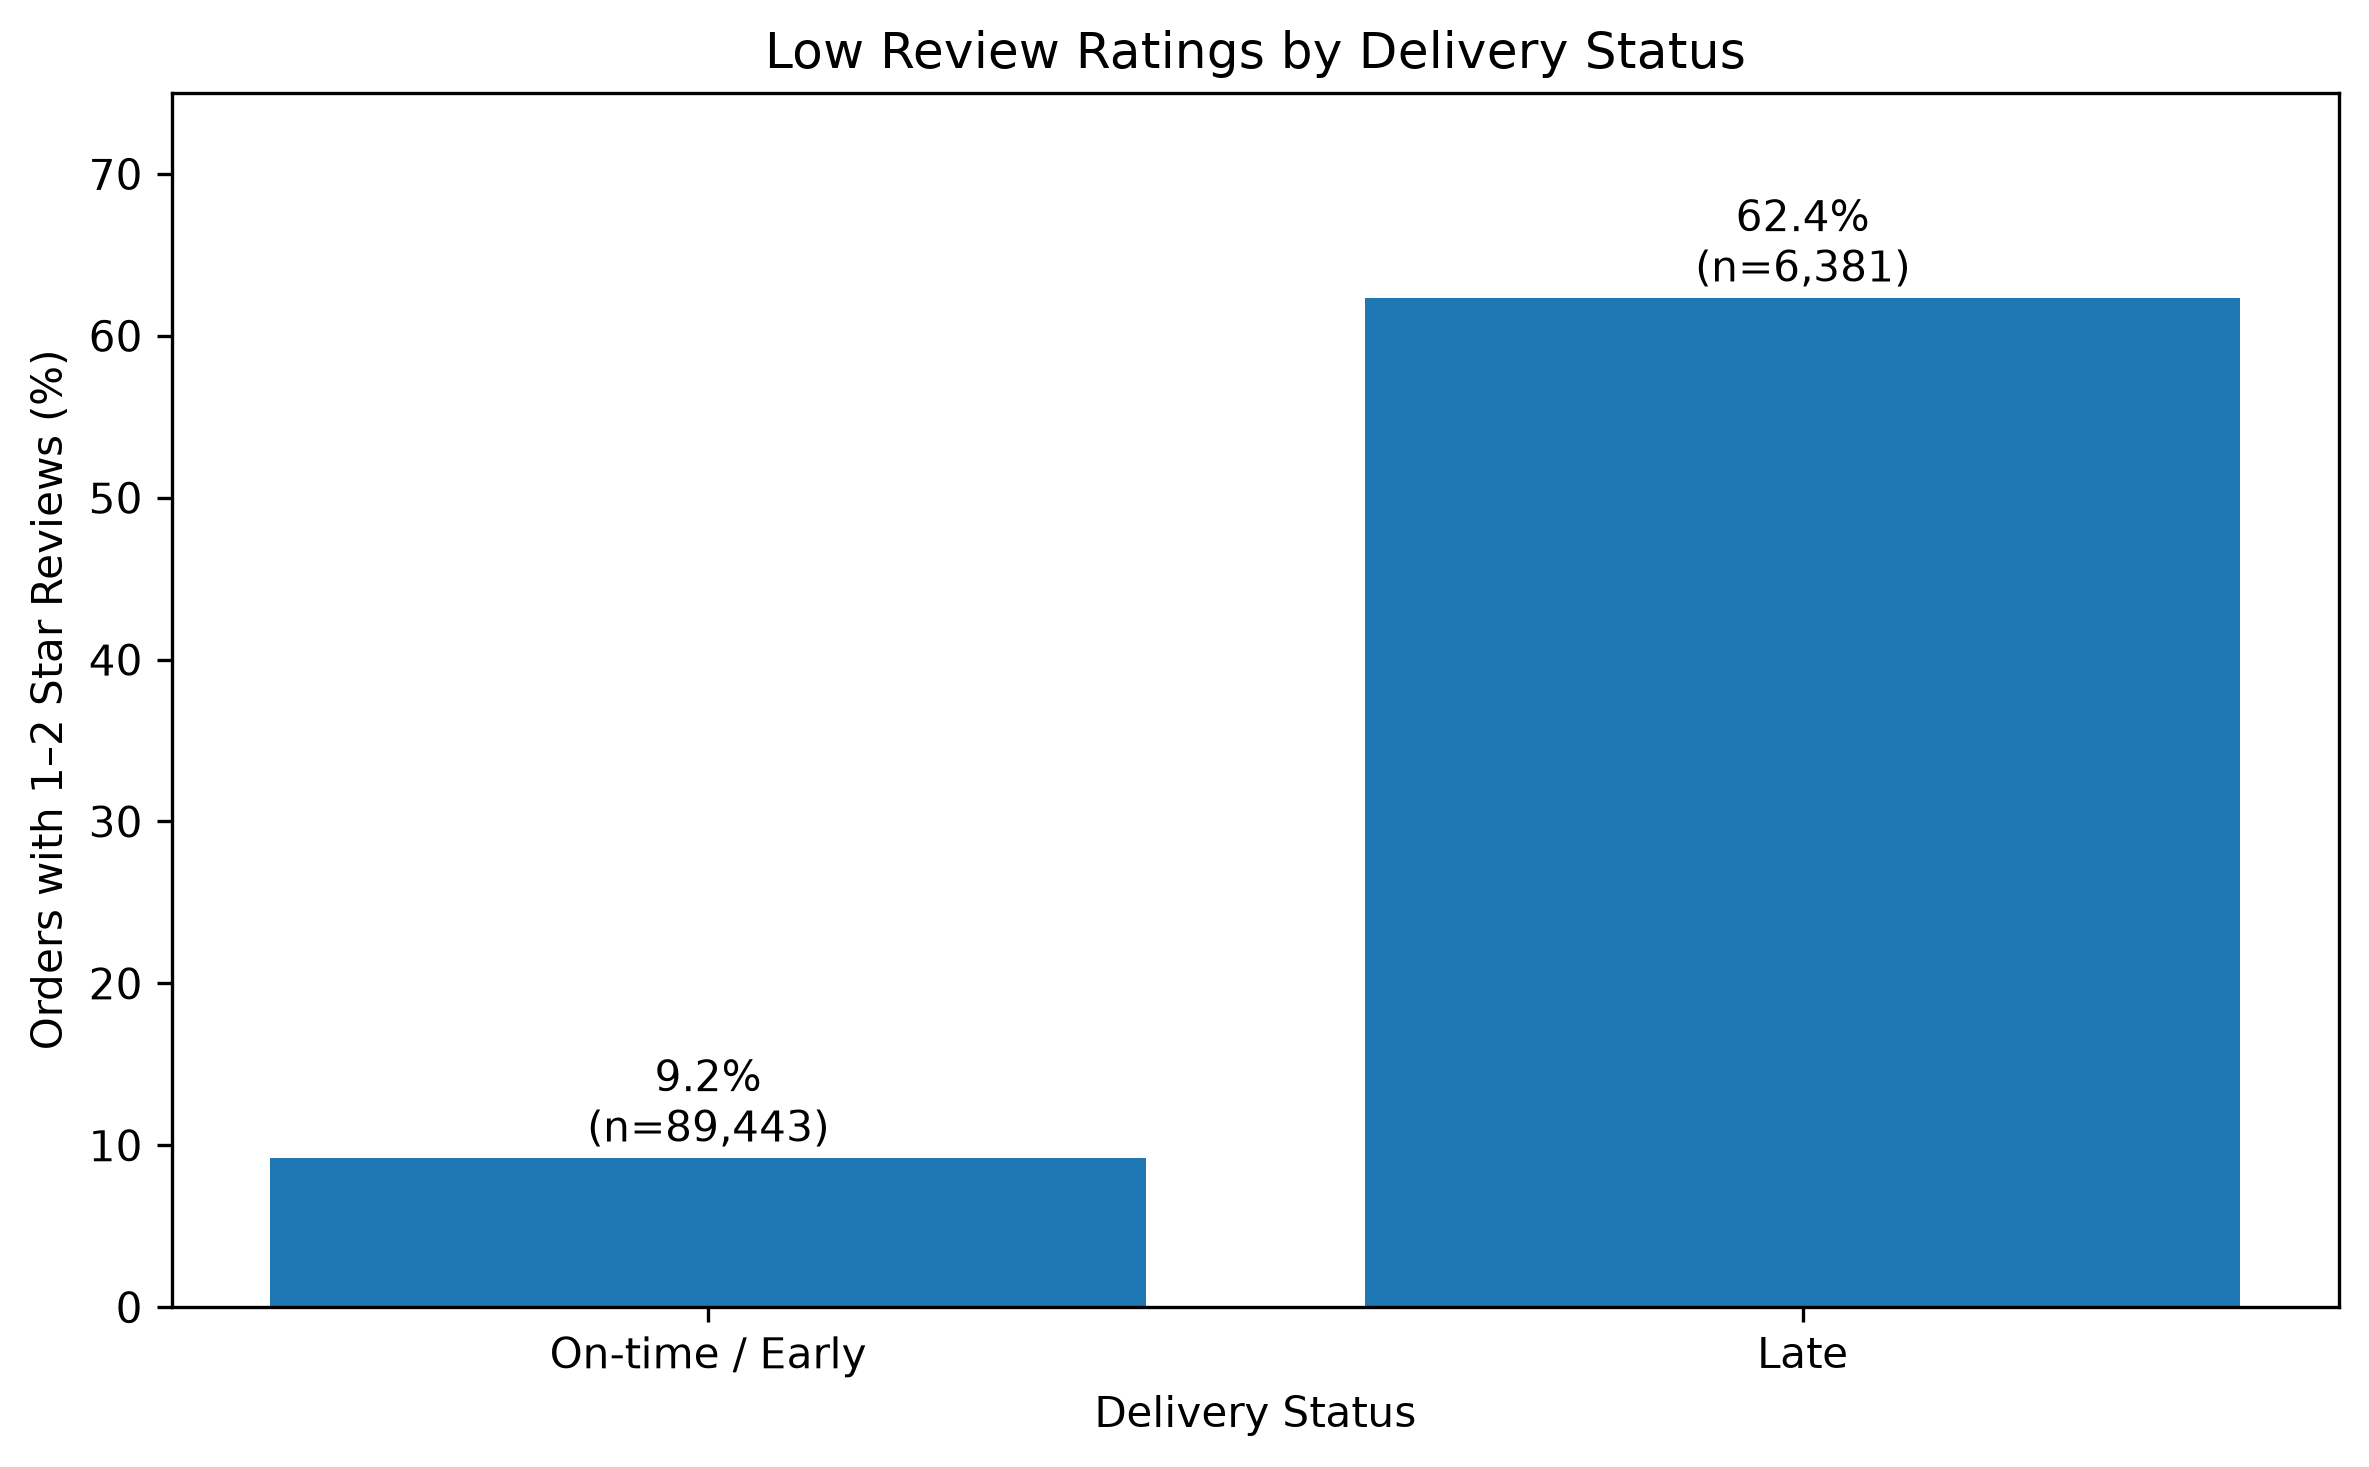 Low Review Ratings by Delivery Status
Orders with 1–2 Star Reviews (%)
70
60
50
40
30
20
10
0
9.2%
(n=89,443)
62.4%
(n=6,381)
On-time / Early
Late
Delivery Status